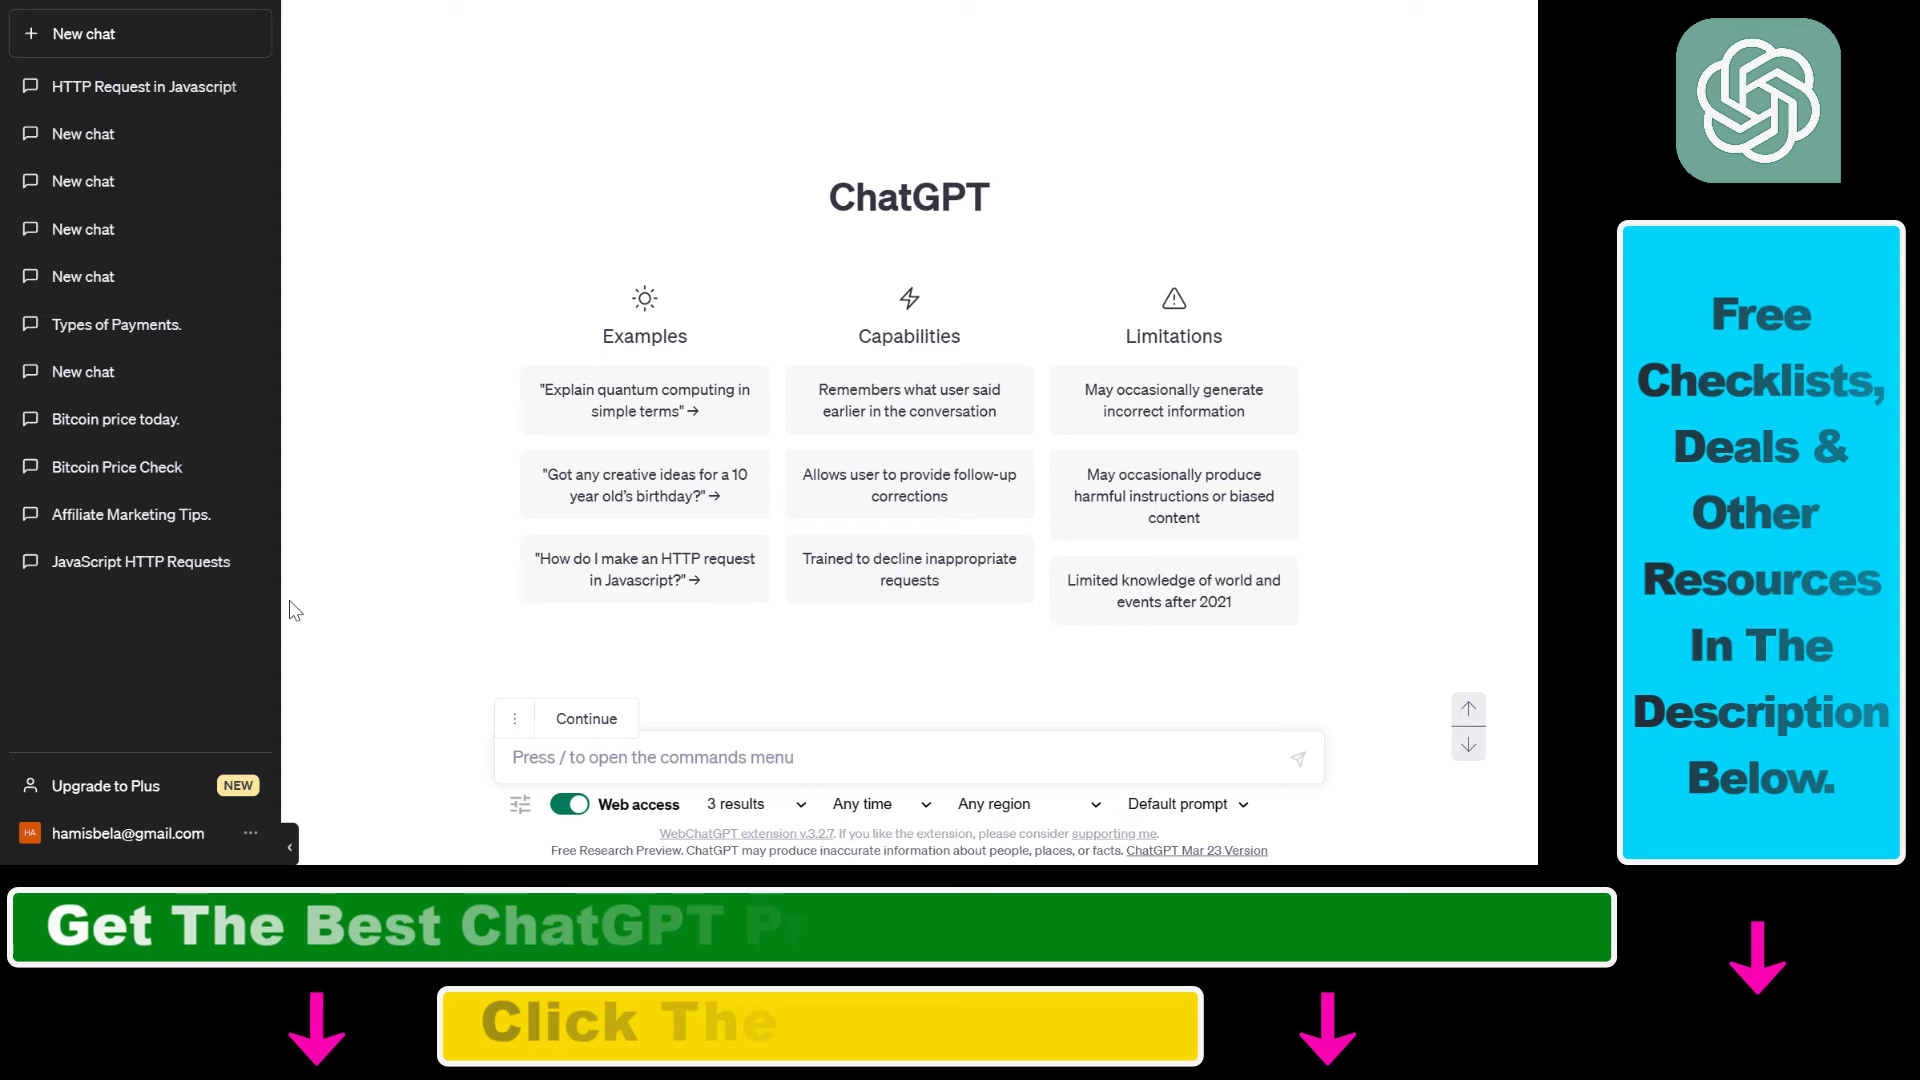 New chat
HTTP Request in Javascript
New chat
New chat
New chat
New chat
Types of Payments.
New chat
Bitcoin price today.
Bitcoin Price Check
Affiliate Marketing Tips.
JavaScript HTTP Requests
Upgrade to Plus
NEW
HA
hamisbela@gmail.com
ChatGPT
Examples
"Explain quantum computing in
simple terms" →
"Got any creative ideas for a 10
year old's birthday?" →
"How do I make an HTTP request
in Javascript?" →
Capabilities
Remembers what user said
earlier in the conversation
Allows user to provide follow-up
corrections
Trained to decline inappropriate
requests
Limitations
May occasionally generate
incorrect information
May occasionally produce
harmful instructions or biased
content
Limited knowledge of world and
events after 2021
Continue
Press / to open the commands menu
Web access
3 results
Any time
Any region
Default prompt
WebChatGPT extension v.3.2.7. If you like the extension, please consider supporting me.
Free Research Preview. ChatGPT may produce inaccurate information about people, places, or facts. ChatGPT Mar 23 Version
Free
Checklists,
Deals &
Other
Resources
In The
Description
Below.
Get The Best ChatGPT Pr
Click The